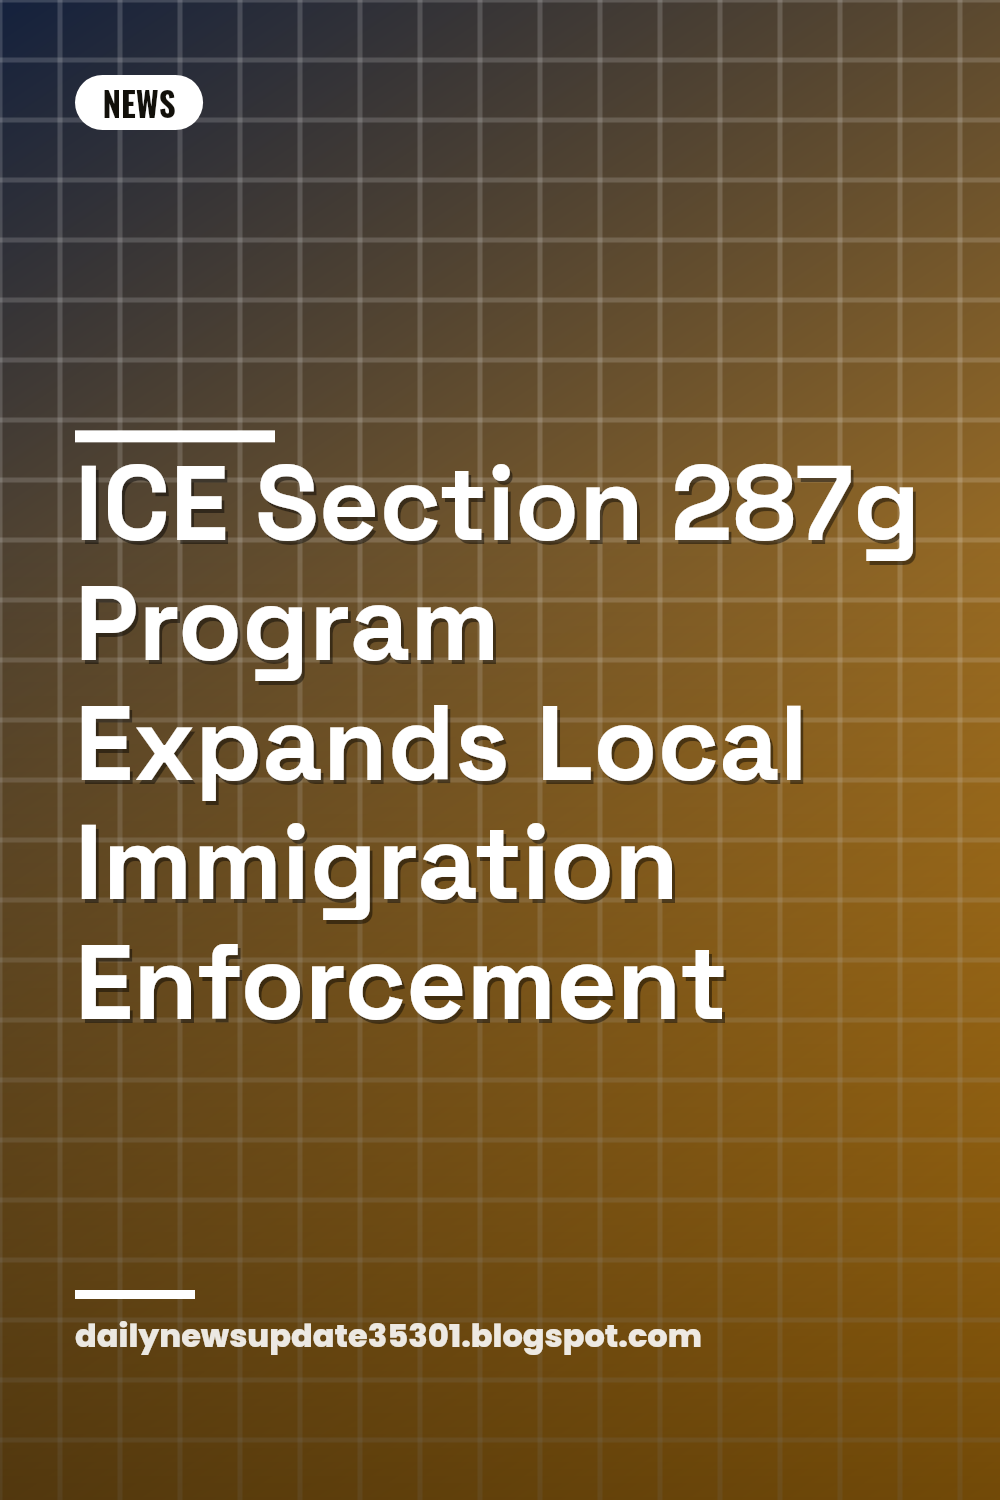 NEWS
ICE Section 287g
Program
Expands Local
Immigration
Enforcement
dailynewsupdate35301.blogspot.com